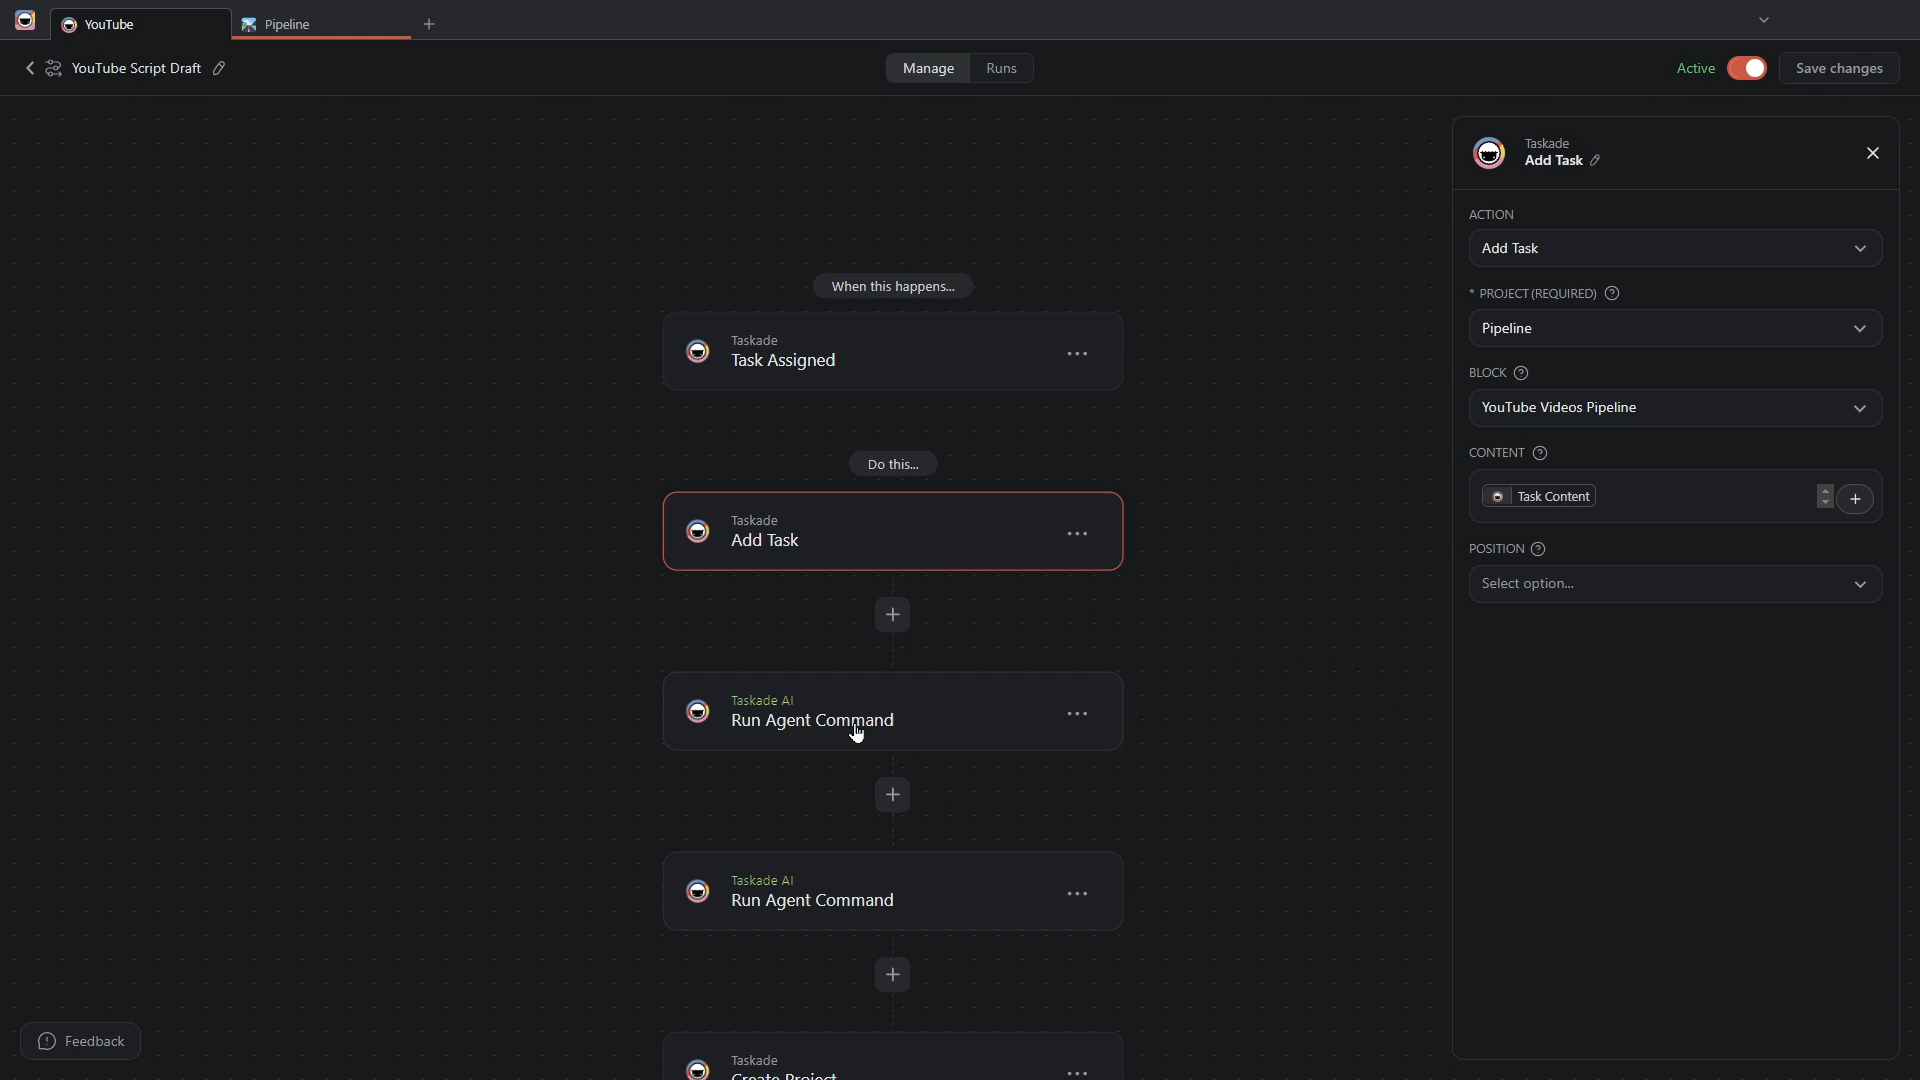 YouTube
Pipeline
YouTube Script Draft
Manage
Runs
Active
Save changes
When this happens...
Taskade
Task Assigned
Do this...
Taskade
Add Task
Taskade AI
Run Agent Command
Taskade AI
Run Agent Command
Taskade
Create Project
Feedback
Taskade
Add Task
ACTION
Add Task
* PROJECT (REQUIRED)
Pipeline
BLOCK
YouTube Videos Pipeline
CONTENT
Task Content
POSITION
Select option...